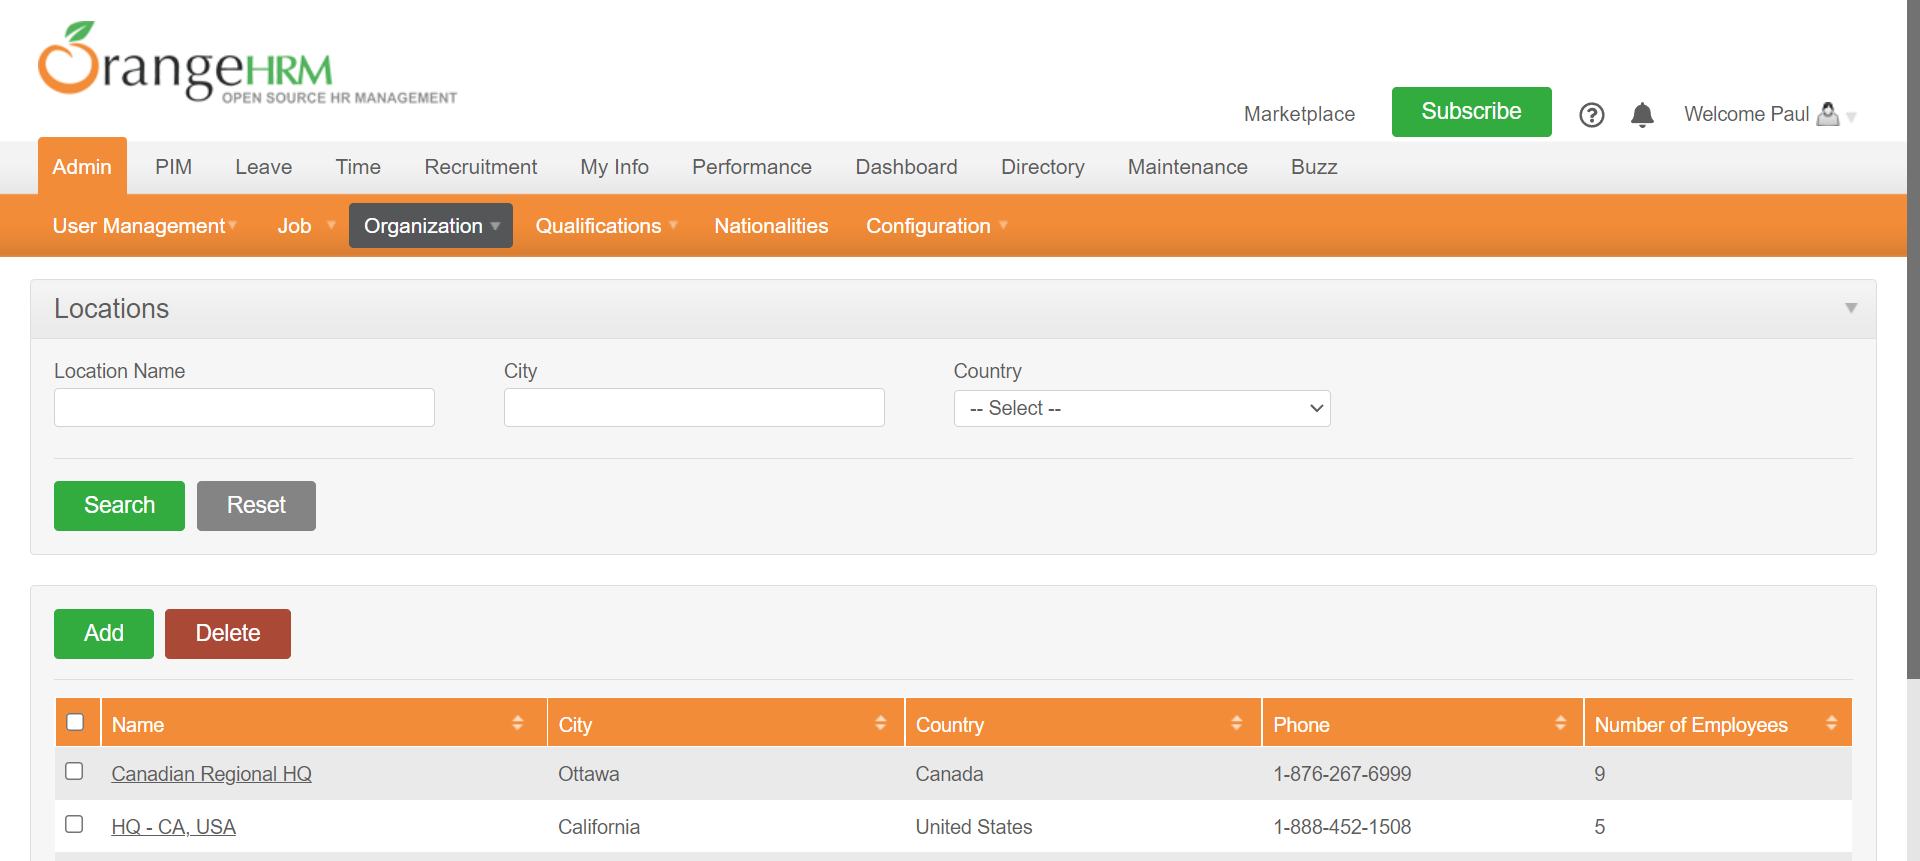 OrangeHRM
OPEN SOURCE HR MANAGEMENT
Marketplace
Subscribe
Welcome Paul
Admin PIM Leave Time Recruitment My Info Performance Dashboard Directory Maintenance Buzz
User Management Job Organization Qualifications Nationalities Configuration
Locations
Location Name City Country
-- Select --
Search Reset
Add Delete
Name City Country Phone Number of Employees
Canadian Regional HQ Ottawa Canada 1-876-267-6999 9
HQ - CA, USA California United States 1-888-452-1508 5